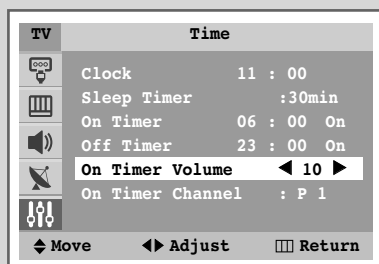 TV Time
Clock 11 : 00
Sleep Timer :30min
On Timer 06 : 00 On
Off Timer 23 : 00 On
On Timer Volume ◀ 10 ▶
On Timer Channel : P 1
Move Adjust Return